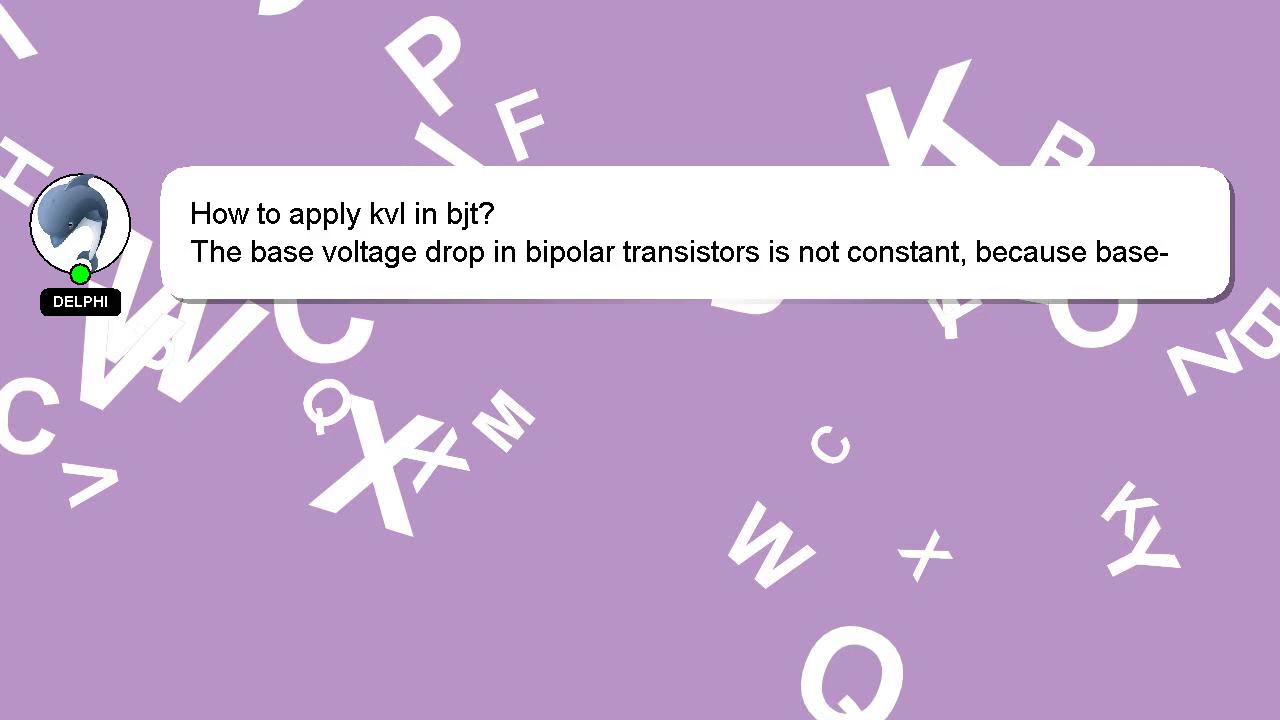 How to apply kvl in bjt?
The base voltage drop in bipolar transistors is not constant, because base-
DELPHI